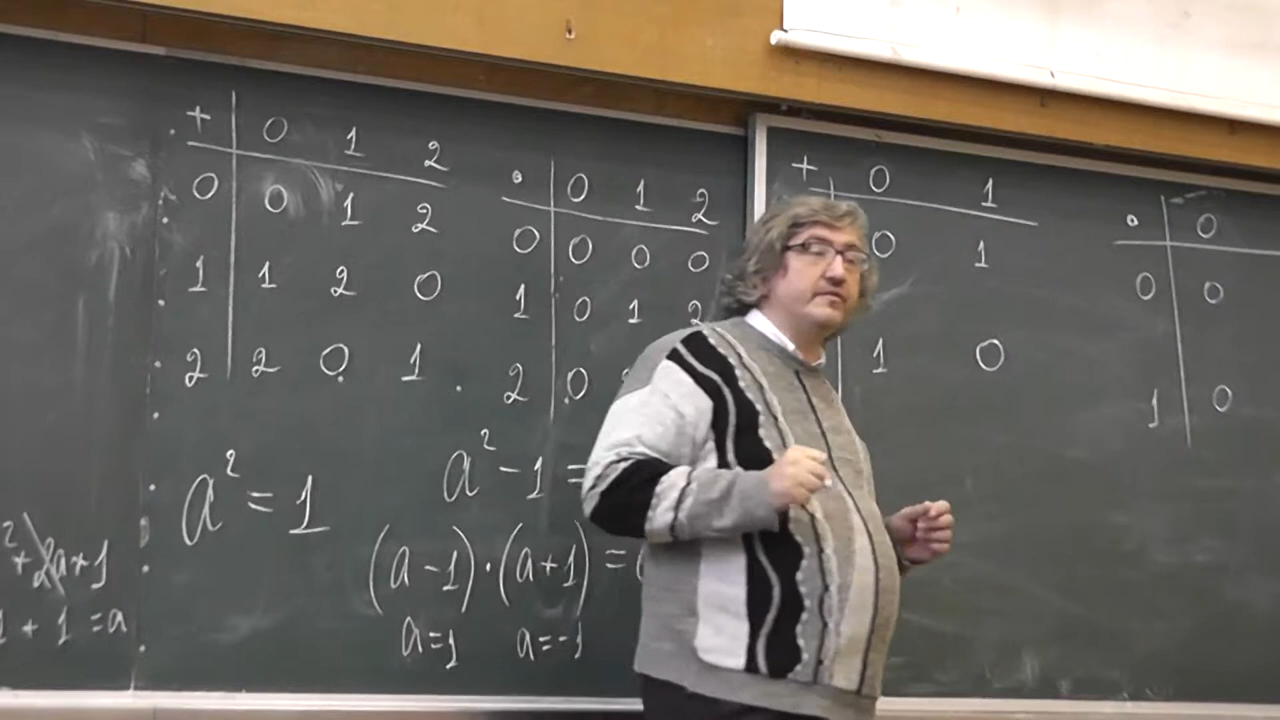 + 0 1 2
0 0 1 2
1 1 2 0
2 2 0 1
· 0 1 2
0 0 0 0
1 0 1 2
2 0
+ 0 1
0 1
1 0
· 0
0 0
1 0
a² = 1
a² - 1 =
(a - 1) · (a + 1) =
a = 1 a = -1
² + 2a + 1
1 + 1 = a